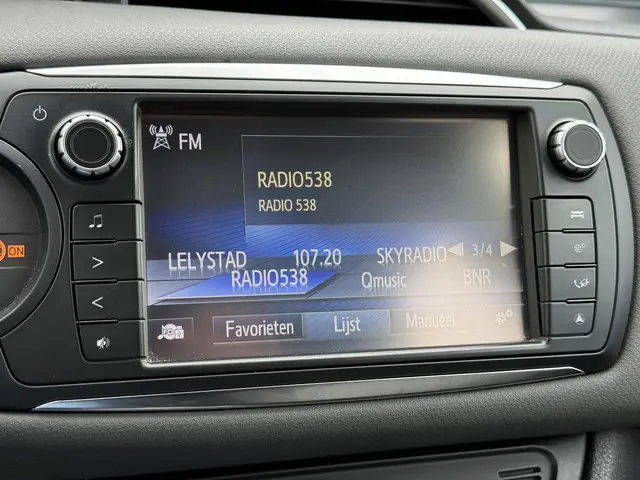 FM
RADIO538
RADIO 538
LELYSTAD 107.20 SKYRADIO 3/4
RADIO538 Qmusic BNR
Favorieten Lijst Manueel
ON